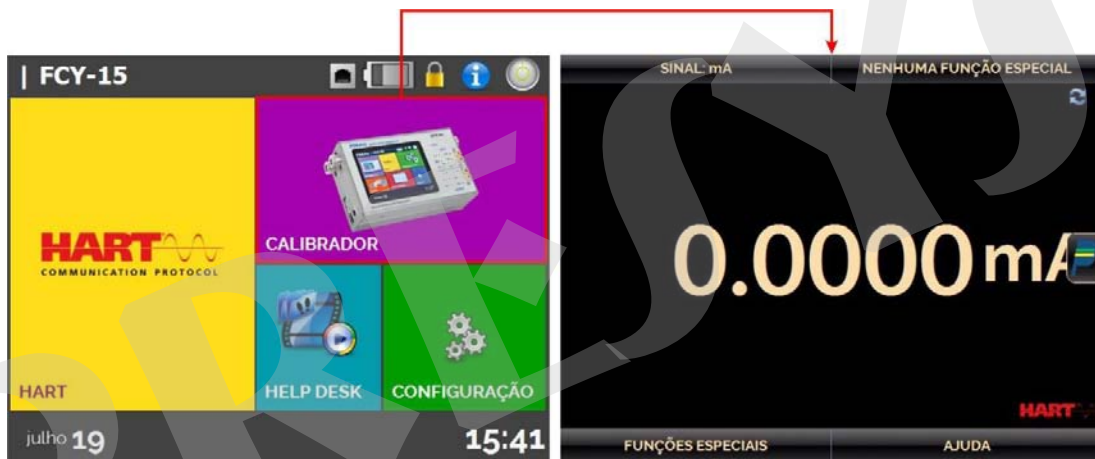 | FCY-15
HART
COMMUNICATION PROTOCOL
HART
CALIBRADOR
HELP DESK
CONFIGURAÇÃO
julho 19
15:41
SINAL: mA
NENHUMA FUNÇÃO ESPECIAL
0.0000 mA
HART
FUNÇÕES ESPECIAIS
AJUDA
PRESYS